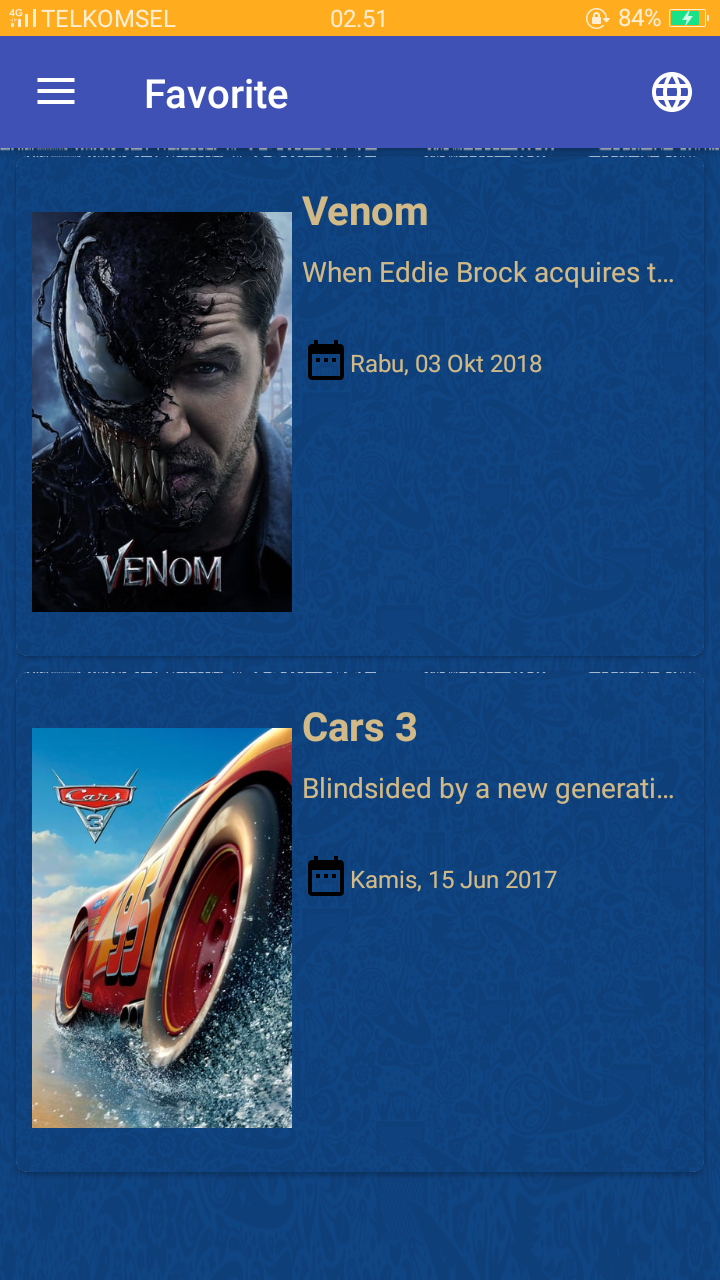 4G TELKOMSEL 02.51 84%
Favorite
Venom
When Eddie Brock acquires t...
Rabu, 03 Okt 2018
VENOM
Cars 3
Blindsided by a new generati...
Cars
3
Kamis, 15 Jun 2017
95